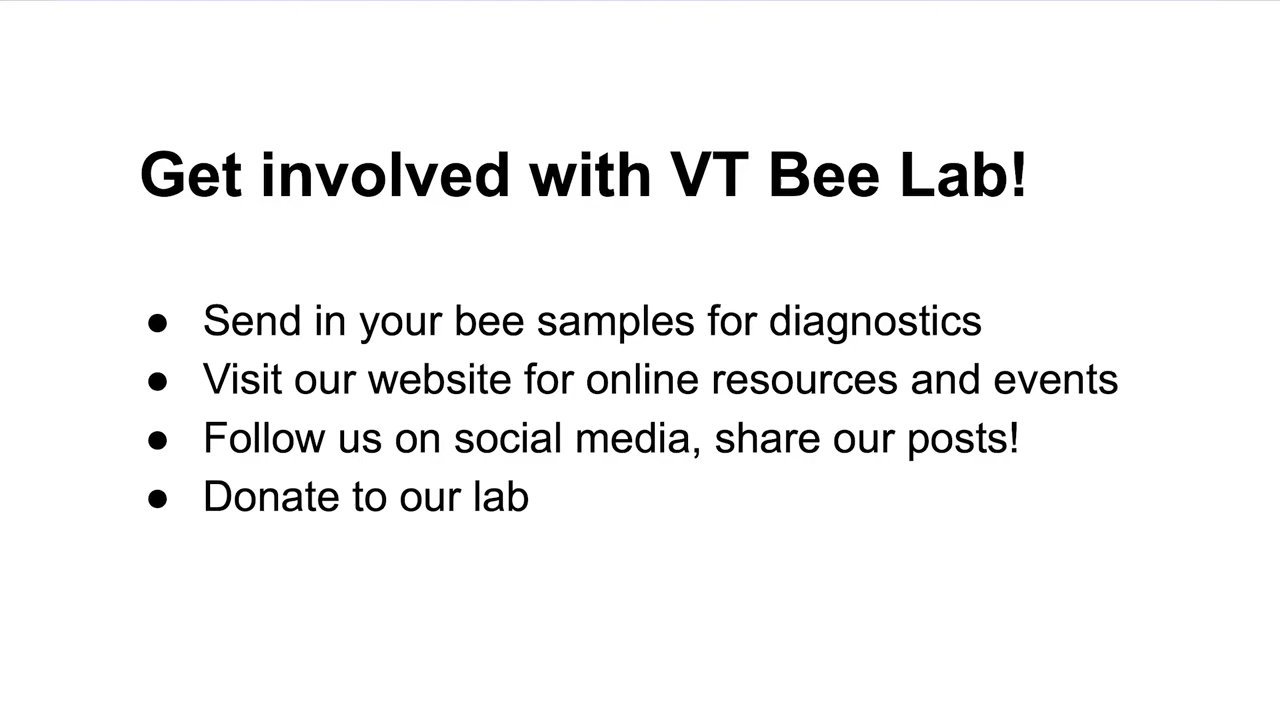 Get involved with VT Bee Lab!
● Send in your bee samples for diagnostics
● Visit our website for online resources and events
● Follow us on social media, share our posts!
● Donate to our lab